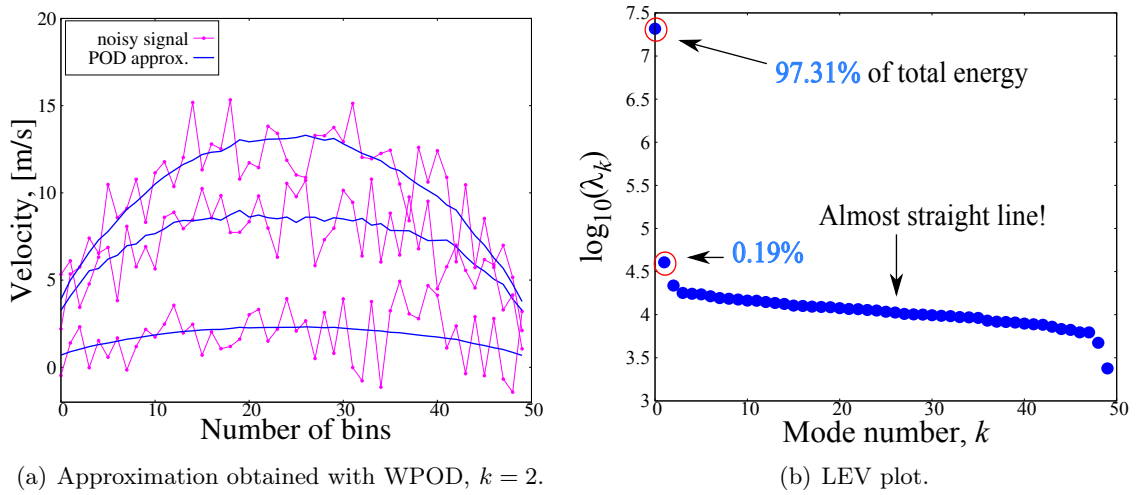 20
15
10
5
0
0
10
20
30
40
50
Velocity, [m/s]
Number of bins
noisy signal
POD approx.
(a) Approximation obtained with WPOD, k = 2.
7.5
7
6.5
6
5.5
5
4.5
4
3.5
3
0
10
20
30
40
50
log10(λk)
Mode number, k
97.31% of total energy
Almost straight line!
0.19%
(b) LEV plot.